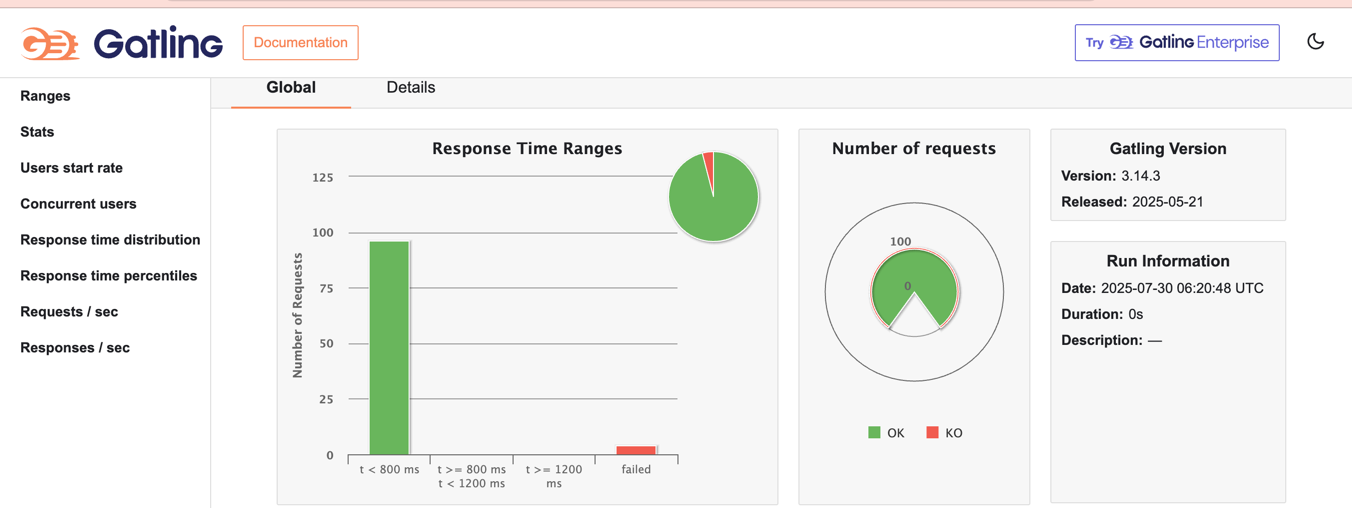 Gatling
Documentation
Try Gatling Enterprise
Ranges
Stats
Users start rate
Concurrent users
Response time distribution
Response time percentiles
Requests / sec
Responses / sec
Global
Details
Response Time Ranges
Number of Requests
125
100
75
50
25
0
t < 800 ms
t >= 800 ms
t < 1200 ms
t >= 1200
ms
failed
Number of requests
100
0
OK
KO
Gatling Version
Version: 3.14.3
Released: 2025-05-21
Run Information
Date: 2025-07-30 06:20:48 UTC
Duration: 0s
Description: —